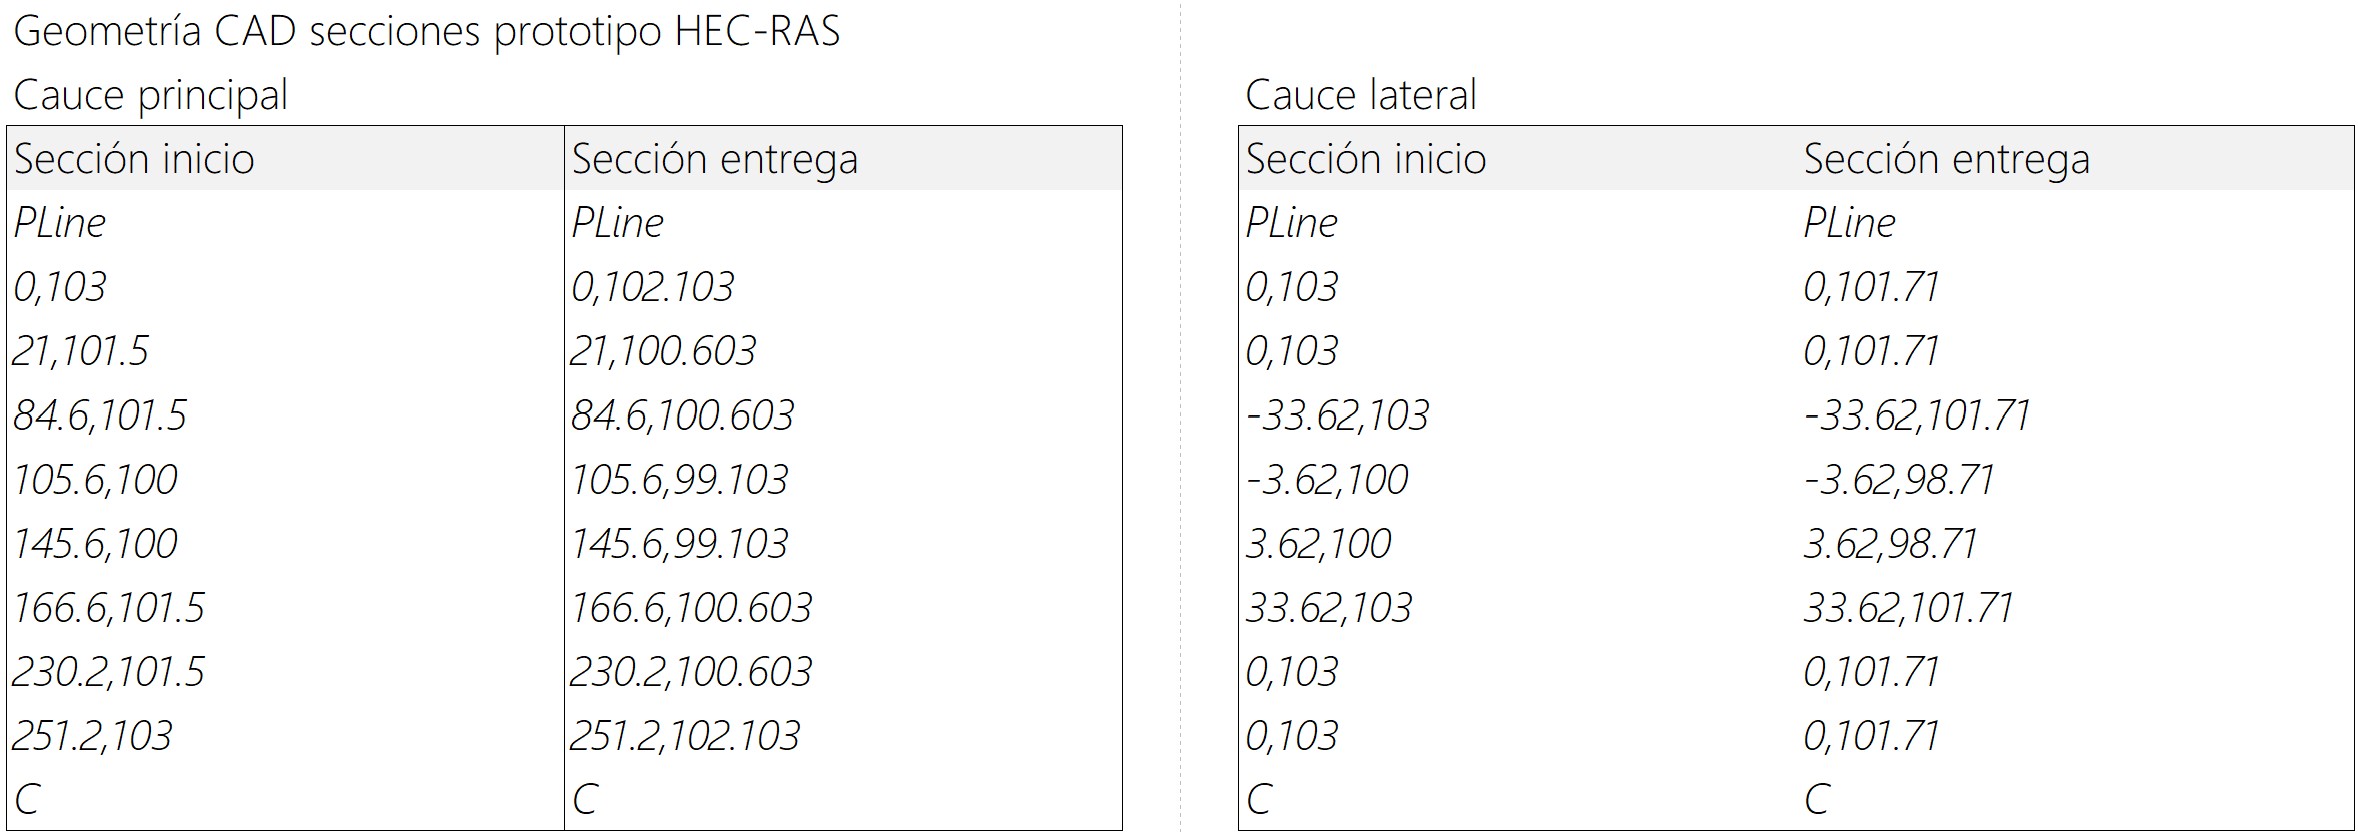 Geometría CAD secciones prototipo HEC-RAS
Cauce principal
Sección inicio Sección entrega
PLine PLine
0,103 0,102.103
21,101.5 21,100.603
84.6,101.5 84.6,100.603
105.6,100 105.6,99.103
145.6,100 145.6,99.103
166.6,101.5 166.6,100.603
230.2,101.5 230.2,100.603
251.2,103 251.2,102.103
C C
Cauce lateral
Sección inicio Sección entrega
PLine PLine
0,103 0,101.71
0,103 0,101.71
-33.62,103 -33.62,101.71
-3.62,100 -3.62,98.71
3.62,100 3.62,98.71
33.62,103 33.62,101.71
0,103 0,101.71
0,103 0,101.71
C C